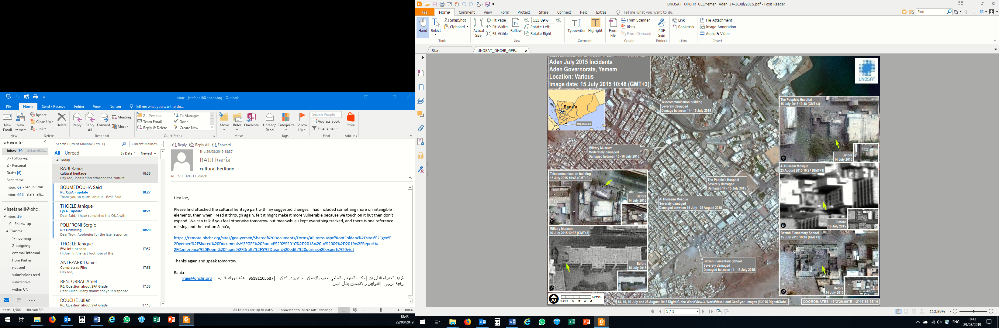 Inbox - jstefanelli@ohchr.org - Outlook
File Home Send / Receive Folder View Norton Tell me what you want to do...
New Email
New Items
Ignore
Clean Up
Junk
Delete
Reply
Reply All
Forward
Meeting
More
Z - Personal
Team Email
Reply & Delete
To Manager
Done
Create New
Move
Rules
OneNote
Unread/ Read
Categorize
Follow Up
Search People
Address Book
Filter Email
Store
New Delete Respond Quick Steps Move Tags Find Add-ins
Favorites
Inbox 39 - jstefanelli@...
0 - Follow-up
Z - Personal
Drafts [6]
Sent Items
Inbox 67 - Group Emin...
Inbox 642 - stefanelli...
jstefanelli@ohc...
Inbox 39
0 - Follow-up
Comms
1-incoming
2-outgoing
external-informal
from Parties
not sent
submissions recd
substantive
within UN
Search Current Mailbox (Ctrl+E) Current Mailbox
All Unread By Date Newest
Today
RAJJI Rania
cultural heritage 18:38
Hey Joe, Please find attached the cultural
BOUMEDOUHA Said
RE: Q&A - update 18:27
Thank you so much Janique. Best Said
THOELE Janique
Q&A - update 18:21
Dear Said, I have completed the Q&A with
POLIFRONI Sergio
RE: Demining 18:20
Dear Troy, Apologies for the late response.
THOELE Janique
FW: Info needed 17:57
Hi Joe, In the last footnote of the
ANLEZARK Daniel
Compressed Files 17:56
Hey Joe,
BENTOBBAL Amel
RE: Question about SPA Grade 17:38
Dear Julian Many thanks for your response
ROUCHE Julian
RE: Question about SPA Grade 17:13
Reply Reply All Forward
Thu 29/08/2019 18:37
RAJJI Rania
cultural heritage
To STEFANELLI Joseph
Hey Joe,
Please find attached the cultural heritage part with my suggested changes. I had included something more on intangible
elements, then when I read it through again, felt it might make it more vulnerable because we touch on it but then don't
expand. We can talk if you feel otherwise tomorrow but meanwhile I kept everything tracked, and there is one reference
missing and the text on Sana'a,
https://remote.ohchr.org/sites/gee-yemen/Shared%20Documents/Forms/AllItems.aspx?RootFolder=%2Fsites%2Fgee%
2Dyemen%2FShared%20Documents%2FGEE%20Round%202%2010%2D2018%20to%2009%2D2019%2FReport%
2FConference%20Room%20Paper%2FDrafts%2F5%2Dteam%20edits%20during%20experts%20visit
Thanks again and speak tomorrow.
Rania
فريق الخبراء البارزين |مكتب المفوض السامي لحقوق الانسان - بيروت, لبنان |96181105537 هاتف وواتساب:+ | rrajji@ohchr.org
رانية الرجي |الدوليين والاقليميين بشأن اليمن
Items: 1,586 Unread: 39 All folders are up to date. Connected to: Microsoft Exchange 100%
18:43
29/08/2019
UNOSAT_OHCHR_GEEYemen_Aden_14-16July2015.pdf - Foxit Reader
File Home Comment View Form Protect Share Connect Help Extras Tell me what you want to do.. Find
Hand
Select
SnapShot
Clipboard
Actual Size
Fit Page
Fit Width
Fit Visible
Reflow
113.89%
Rotate Left
Rotate Right
Typewriter
Highlight
From File
From Scanner
Blank
From Clipboard
PDF Sign
Link
Bookmark
File Attachment
Image Annotation
Audio & Video
Tools View Comment Create Protect Links Insert
Start UNOSAT_OHCHR_GEE...
Aden July 2015 Incidents
Aden Governorate, Yemem
Location: Various
Image date: 15 July 2015 10:48 (GMT+3)
UNOSAT
Sana'a
Map location
Telecommunication building
Severely damaged
Damage between 14 - 15 July 2015
Military Museum
Moderately damaged
Damaged between 15 -16 July 2015
The People's Hospital
Severely damaged
Damaged 14 - 15 July 2015
Al Husseini Mosque
Severely damaged
Damaged between 16 July - 25 August 2015
Bazrah Elementary School
Severely damaged
Damaged between 14 - 15 July 2015
Telecommunication building
15 July 2015 10:48 (GMT+3)
Before
14 July 2015
Military Museum
16 July 2015 12:07 (GMT+3)
Before
15 July 2015
The People's Hospital
15 July 2015 10:48 (GMT+3)
Before
14 July 2015
Al Hussein Mosque
25 August 2015 10:27 (GMT+3)
Before
16 July 2015
Bazrah Elementary School
15 July 2015 10:48 (GMT+3)
Before
14 July 2015
N
0 2.5 5 10 15 20 25 Meters
14, 15, 16 July and 25 August 2015 DigitalGlobe WorldView-3, WorldView-1 and GeoEye-1 Images (©2015 DigitalGlobe)
COORDINATES: 45°2'20.99"E 12°46'38.95"N
1 / 1
113.89%
ENG
18:43
29/08/2019